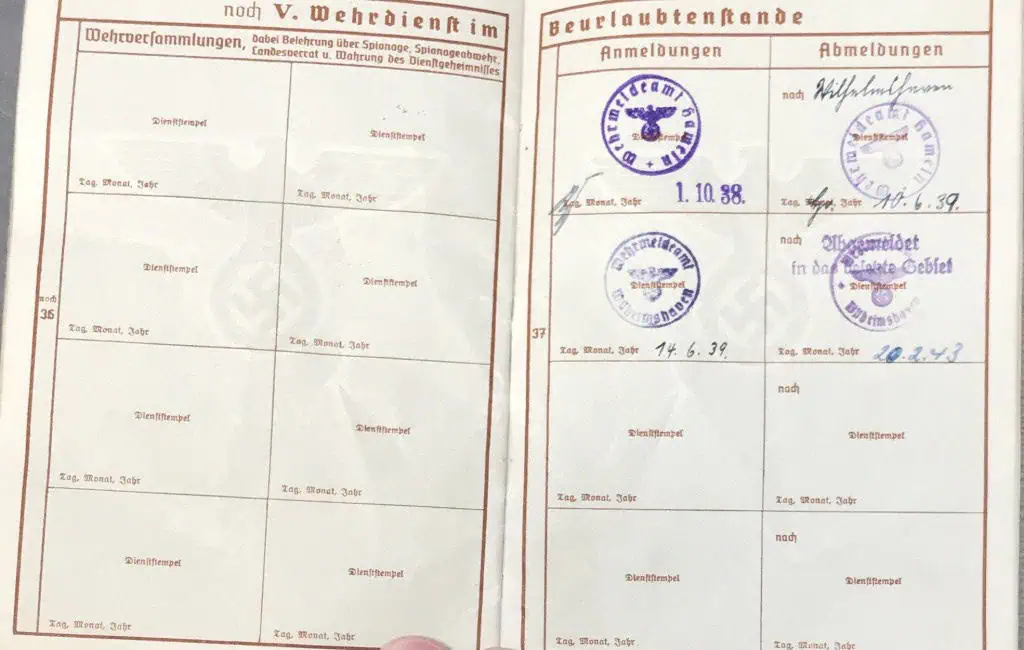 noch V. Wehrdienst im
Wehrversammlungen, dabei Belehrung über Spionage, Spionageabwehr,
Landesverrat u. Wahrung des Dienstgeheimnisses
Dienststempel
Dienststempel
Tag, Monat, Jahr
Tag, Monat, Jahr
Dienststempel
Dienststempel
noch
36
Tag, Monat, Jahr
Tag, Monat, Jahr
Dienststempel
Dienststempel
Tag, Monat, Jahr
Tag, Monat, Jahr
Dienststempel
Dienststempel
Tag, Monat, Jahr
Tag, Monat, Jahr
Beurlaubtenstande
Anmeldungen
Abmeldungen
Wehrmeldeamt Hameln
Dienststempel
Tag, Monat, Jahr 1. 10. 38.
nach Wilhelmshaven
Wehrmeldeamt Hameln
Dienststempel
Tag, Jahr 10. 6. 39.
Wehrmeldeamt
Dienststempel
Wilhelmshaven
37
Tag, Monat, Jahr 14. 6. 39.
nach Abgemeldet
in das besetzte Gebiet
Dienststempel
Wilhelmshaven
Tag, Monat, Jahr 20. 2. 43
Dienststempel
Tag, Monat, Jahr
nach
Dienststempel
Tag, Monat, Jahr
Dienststempel
Tag, Monat, Jahr
nach
Dienststempel
Tag, Monat, Jahr